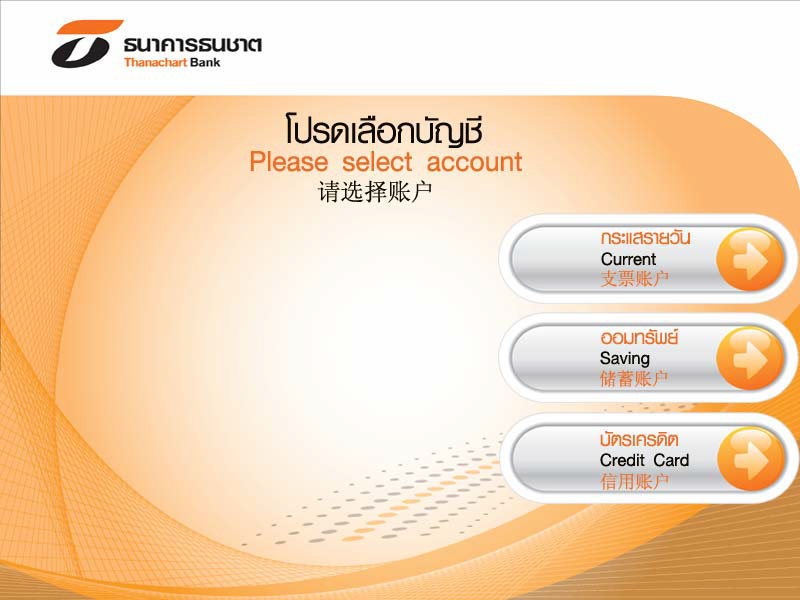 ธนาคารธนชาต
Thanachart Bank
โปรดเลือกบัญชี
Please select account
请选择账户
กระแสรายวัน
Current
支票账户
ออมทรัพย์
Saving
储蓄账户
บัตรเครดิต
Credit Card
信用账户